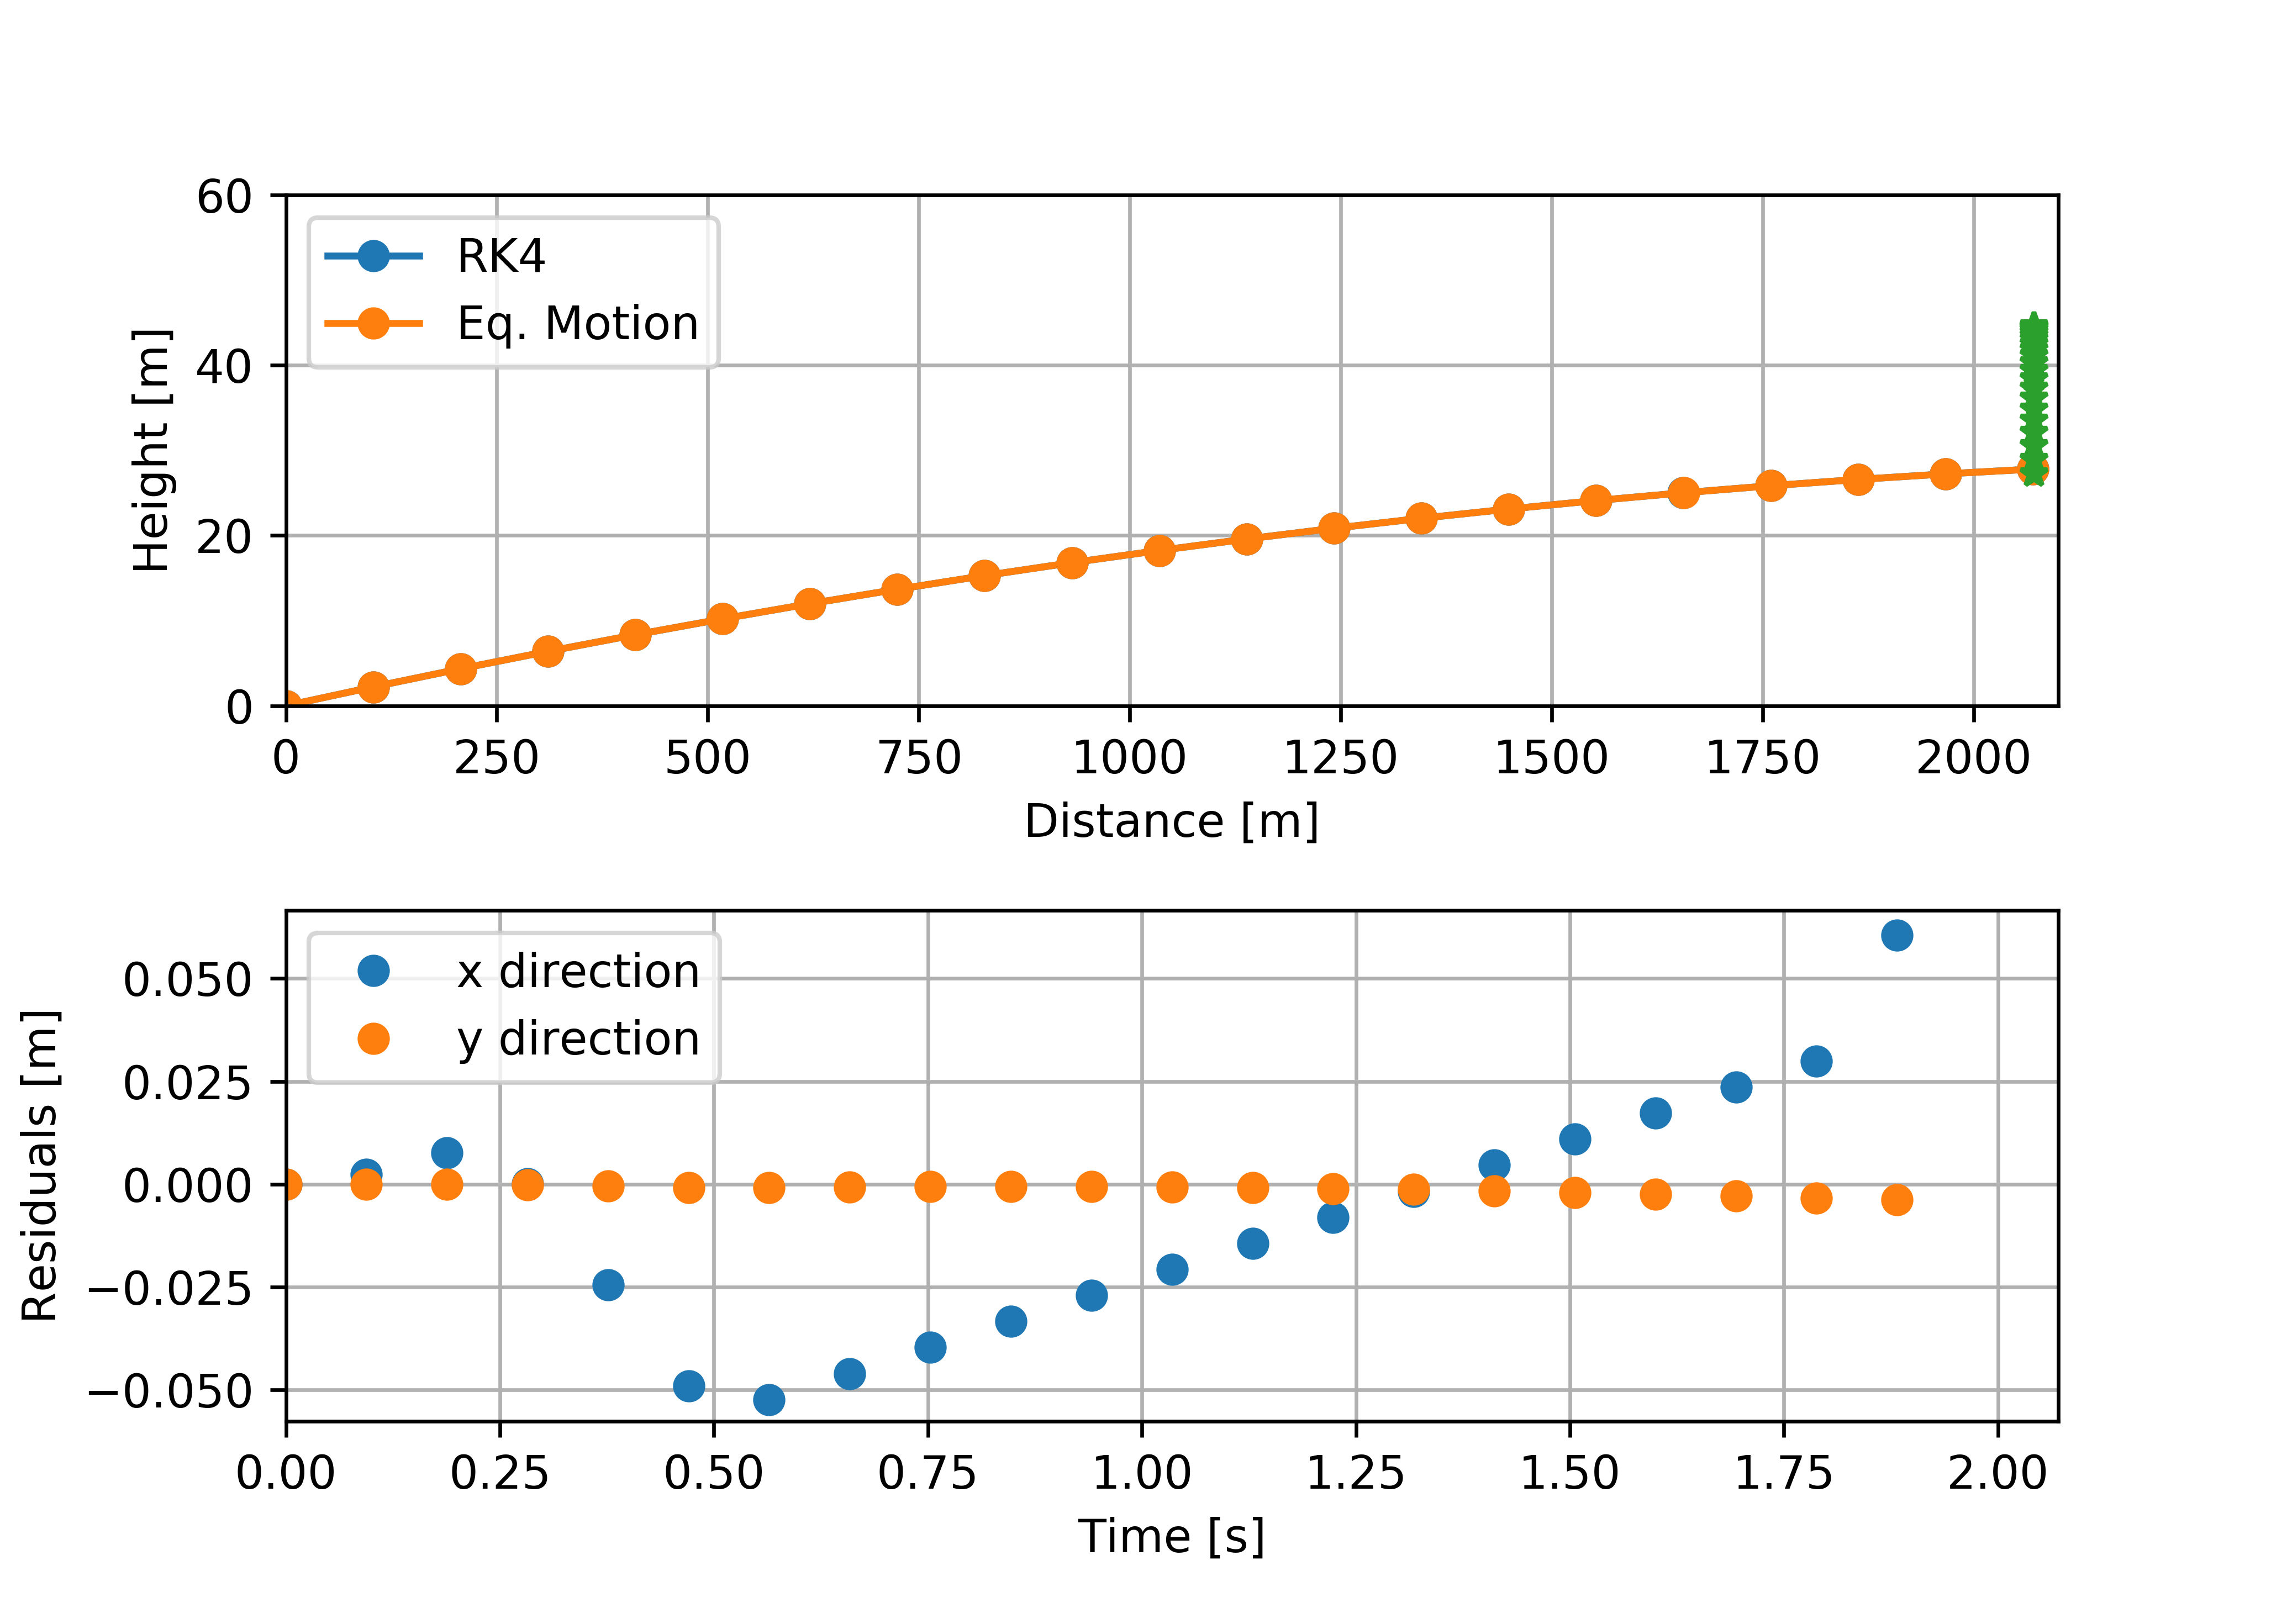 60
40
20
0
Height [m]
RK4
Eq. Motion
0 250 500 750 1000 1250 1500 1750 2000
Distance [m]
0.050
0.025
0.000
−0.025
−0.050
Residuals [m]
x direction
y direction
0.00 0.25 0.50 0.75 1.00 1.25 1.50 1.75 2.00
Time [s]